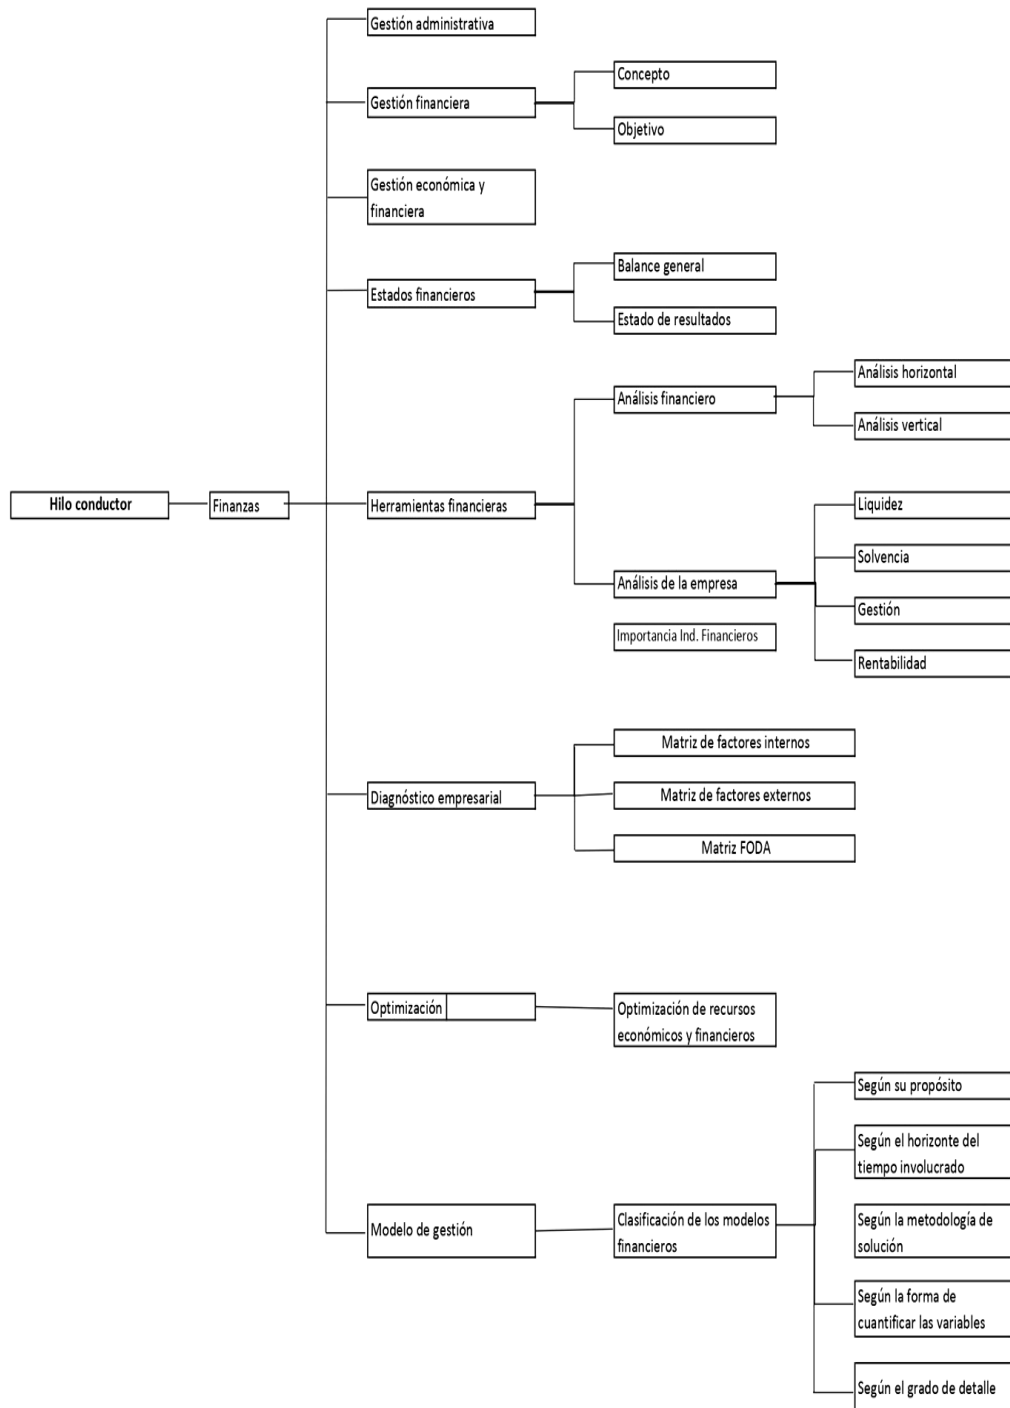 Gestión administrativa
Gestión financiera
Concepto
Objetivo
Gestión económica y
financiera
Estados financieros
Balance general
Estado de resultados
Hilo conductor
Finanzas
Herramientas financieras
Análisis financiero
Análisis horizontal
Análisis vertical
Análisis de la empresa
Liquidez
Solvencia
Gestión
Rentabilidad
Importancia Ind. Financieros
Diagnóstico empresarial
Matriz de factores internos
Matriz de factores externos
Matriz FODA
Optimización
Optimización de recursos
económicos y financieros
Modelo de gestión
Clasificación de los modelos
financieros
Según su propósito
Según el horizonte del
tiempo involucrado
Según la metodología de
solución
Según la forma de
cuantificar las variables
Según el grado de detalle